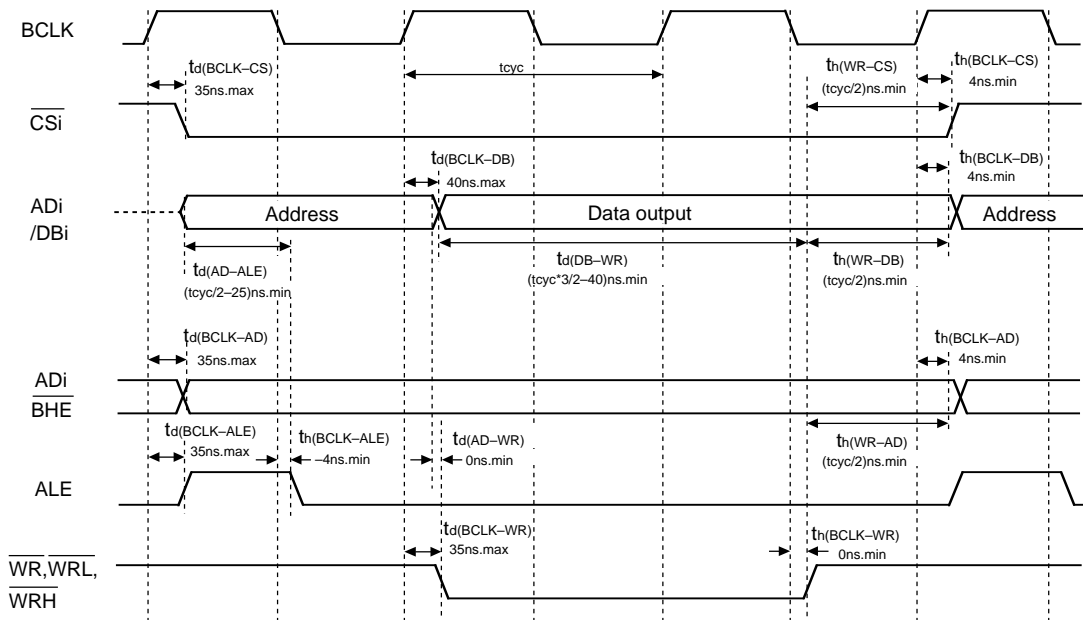 BCLK
td(BCLK–CS)
35ns.max
tcyc
th(WR–CS)
(tcyc/2)ns.min
th(BCLK–CS)
4ns.min
CSi
td(BCLK–DB)
40ns.max
th(BCLK–DB)
4ns.min
ADi
/DBi
Address
Data output
Address
td(AD–ALE)
(tcyc/2–25)ns.min
td(DB–WR)
(tcyc*3/2–40)ns.min
th(WR–DB)
(tcyc/2)ns.min
td(BCLK–AD)
35ns.max
th(BCLK–AD)
4ns.min
ADi
BHE
td(BCLK–ALE)
35ns.max
th(BCLK–ALE)
–4ns.min
td(AD–WR)
0ns.min
th(WR–AD)
(tcyc/2)ns.min
ALE
td(BCLK–WR)
35ns.max
th(BCLK–WR)
0ns.min
WR,WRL,
WRH